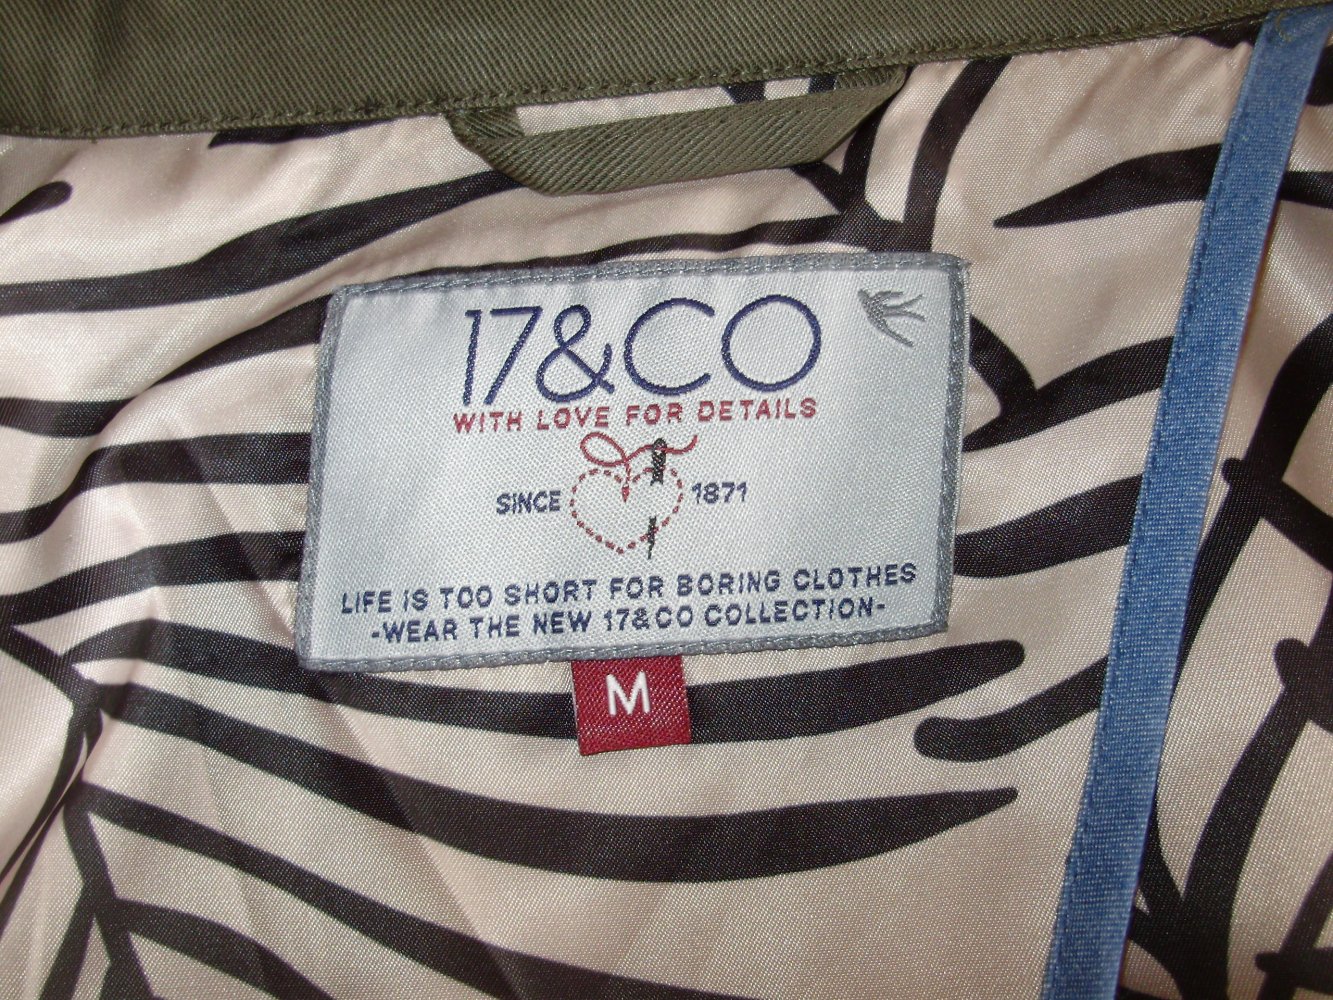 17&CO
WITH LOVE FOR DETAILS
SINCE 1871
LIFE IS TOO SHORT FOR BORING CLOTHES
-WEAR THE NEW 17&CO COLLECTION-
M